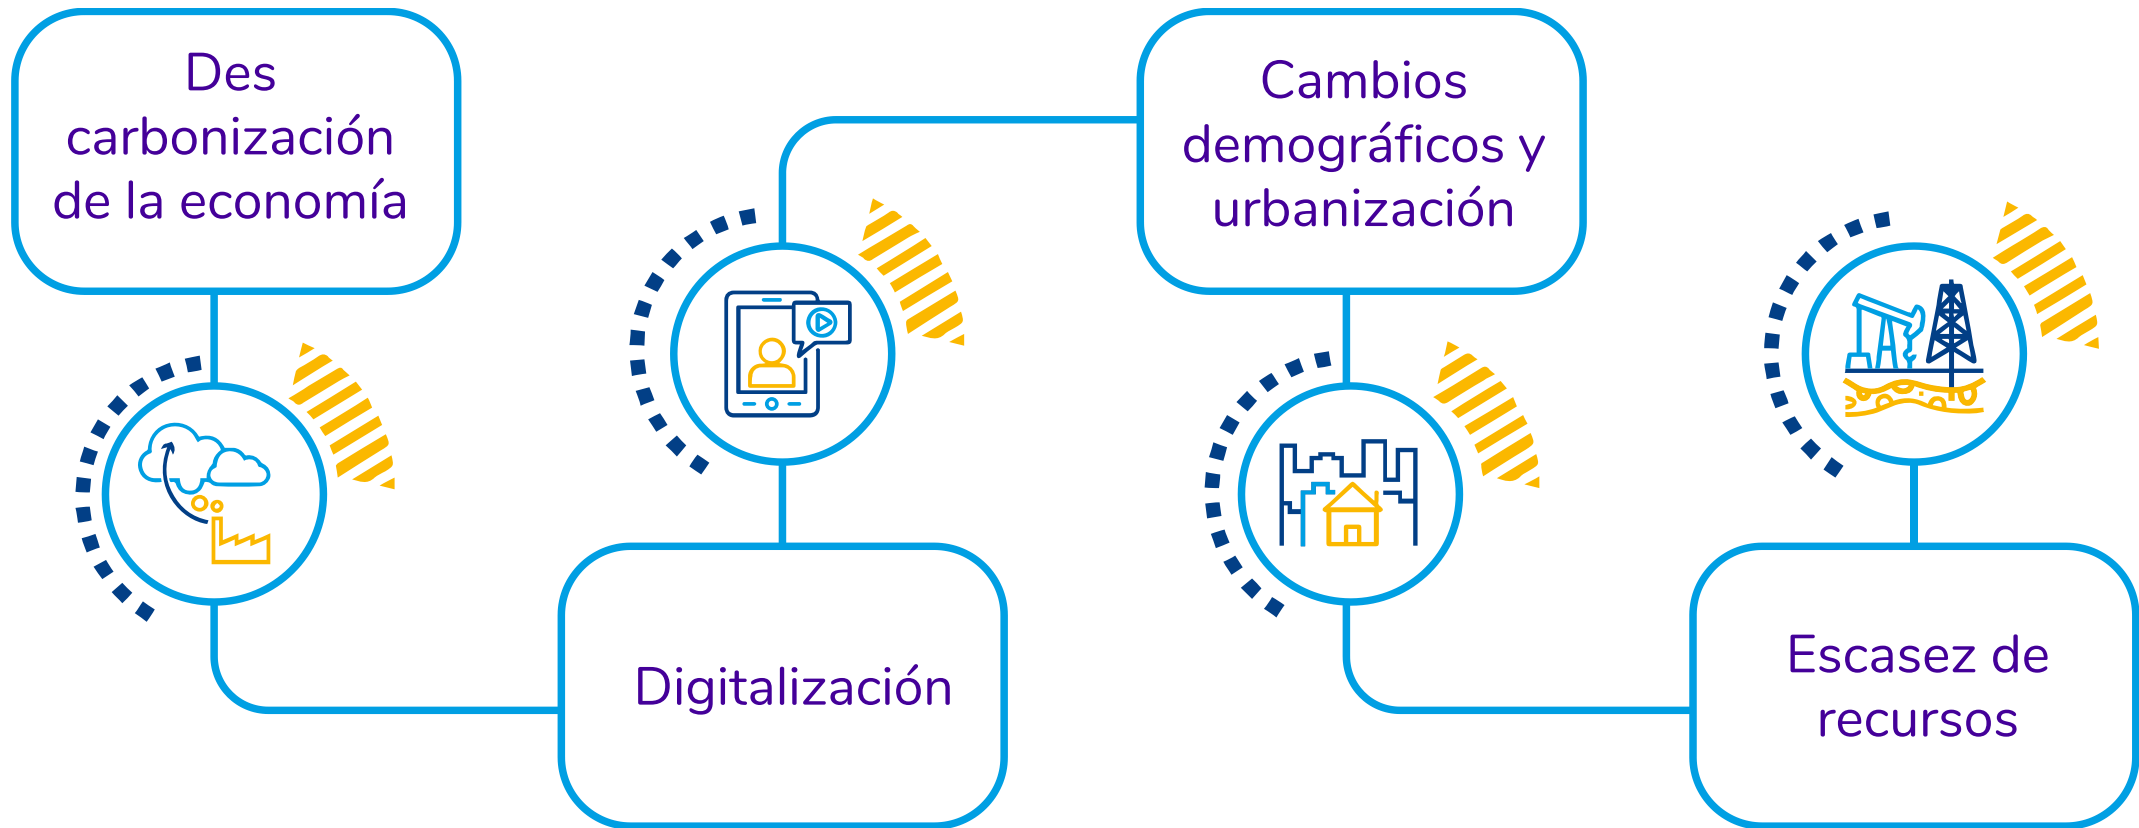 Des
carbonización
de la economía
Digitalización
Cambios
demográficos y
urbanización
Escasez de
recursos